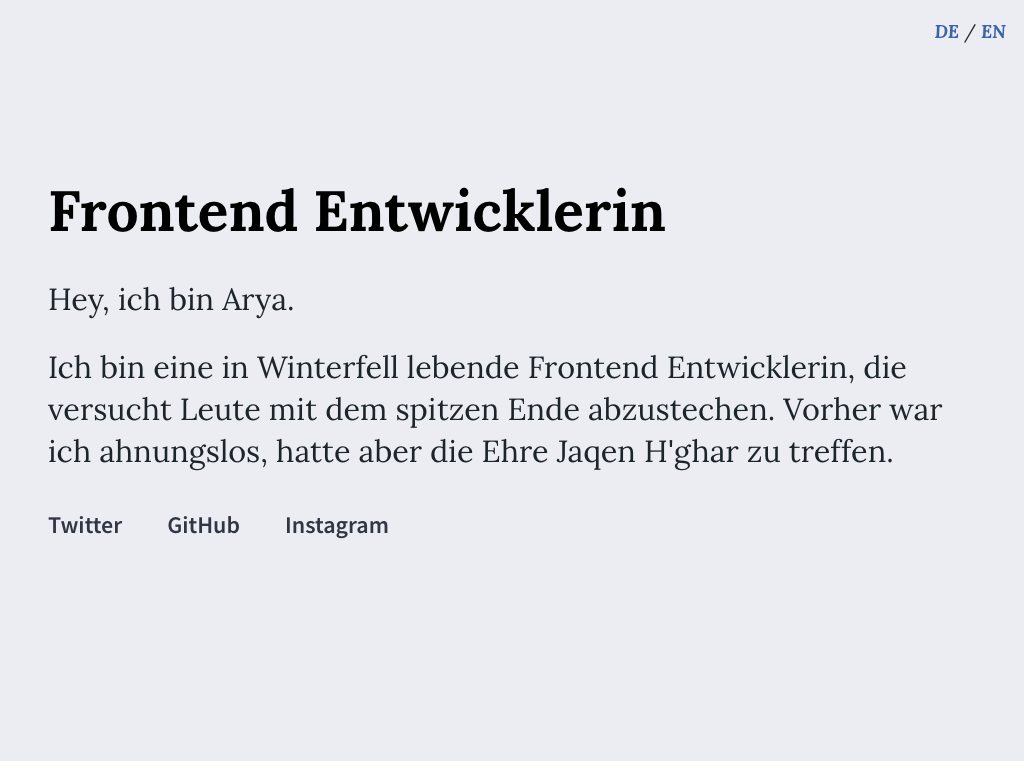 DE / EN
Frontend Entwicklerin
Hey, ich bin Arya.
Ich bin eine in Winterfell lebende Frontend Entwicklerin, die
versucht Leute mit dem spitzen Ende abzustechen. Vorher war
ich ahnungslos, hatte aber die Ehre Jaqen H'ghar zu treffen.
Twitter GitHub Instagram